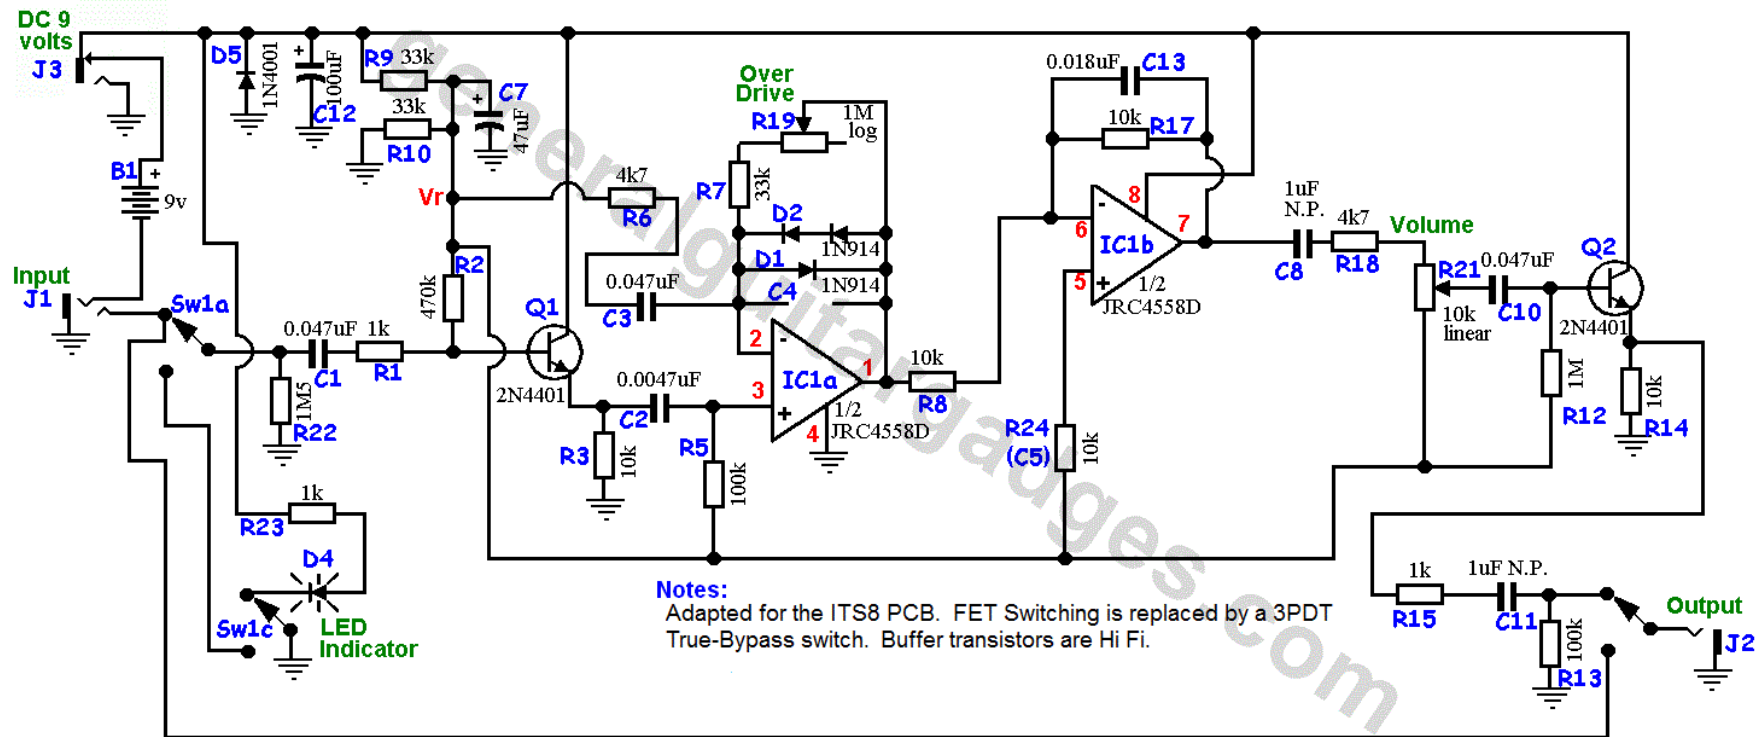 DC 9
volts
J3
D5
1N4001
+
100uF
C12
R9
33k
33k
R10
+
C7
47uF
B1
+
9v
Vr
4k7
R6
Over
Drive
R19
1M
log
R7
33k
D2
1N914
D1
1N914
C4
0.047uF
C3
0.018uF
C13
10k
R17
8
-
6
7
IC1b
5
+
1/2
JRC4558D
1uF
N.P.
C8
4k7
R18
Volume
R21
10k
linear
0.047uF
C10
Q2
2N4401
1M
R12
10k
R14
Input
J1
Sw1a
0.047uF
C1
1k
R1
R2
470k
Q1
2N4401
1M5
R22
R3
10k
0.0047uF
C2
R5
100k
2
-
3
+
IC1a
1
4
1/2
JRC4558D
10k
R8
R24
(C5)
10k
1k
R23
D4
Sw1c
LED
Indicator
1k
R15
1uF N.P.
C11
100k
R13
Output
J2
Notes:
Adapted for the ITS8 PCB. FET Switching is replaced by a 3PDT
True-Bypass switch. Buffer transistors are Hi Fi.
generalguitargadges.com